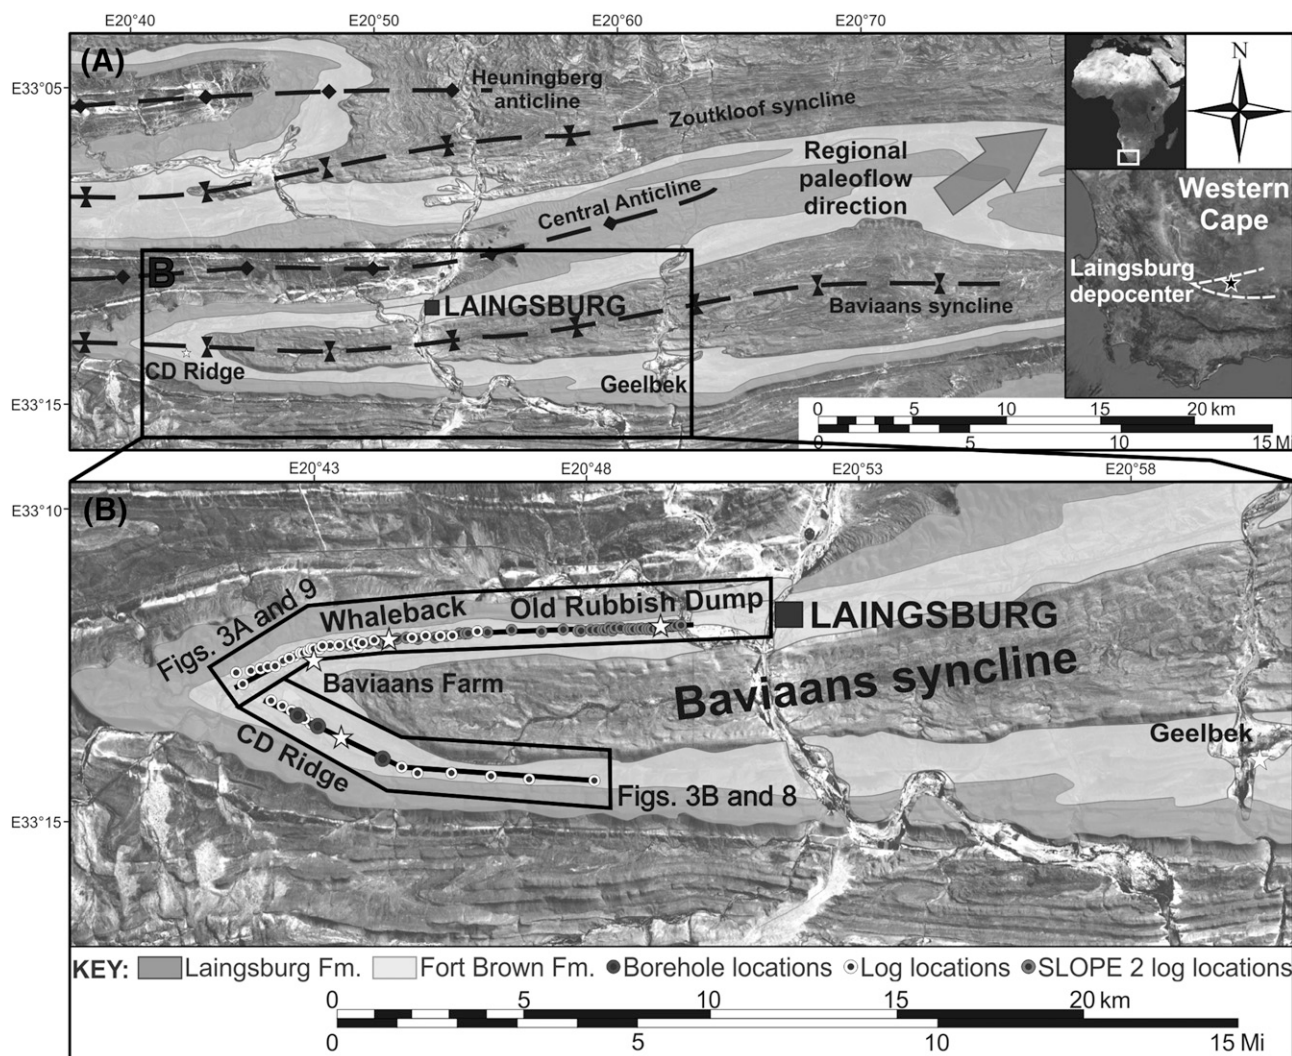 E20°40 E20°50 E20°60 E20°70
(A)
E33°05
Heuningberg
anticline
Zoutkloof syncline
Regional
paleoflow
direction
Central Anticline
N
Western
Cape
Laingsburg
depocenter
B
LAINGSBURG
Baviaans syncline
CD Ridge
Geelbek
E33°15
0 5 10 15 20 km
0 5 10 15 Mi
E20°43 E20°48 E20°53 E20°58
(B)
E33°10
Figs. 3A and 9
Whaleback
Old Rubbish Dump
LAINGSBURG
Baviaans Farm
Baviaans syncline
CD Ridge
Geelbek
Figs. 3B and 8
E33°15
KEY: Laingsburg Fm. Fort Brown Fm. Borehole locations Log locations SLOPE 2 log locations
0 5 10 15 20 km
0 5 10 15 Mi